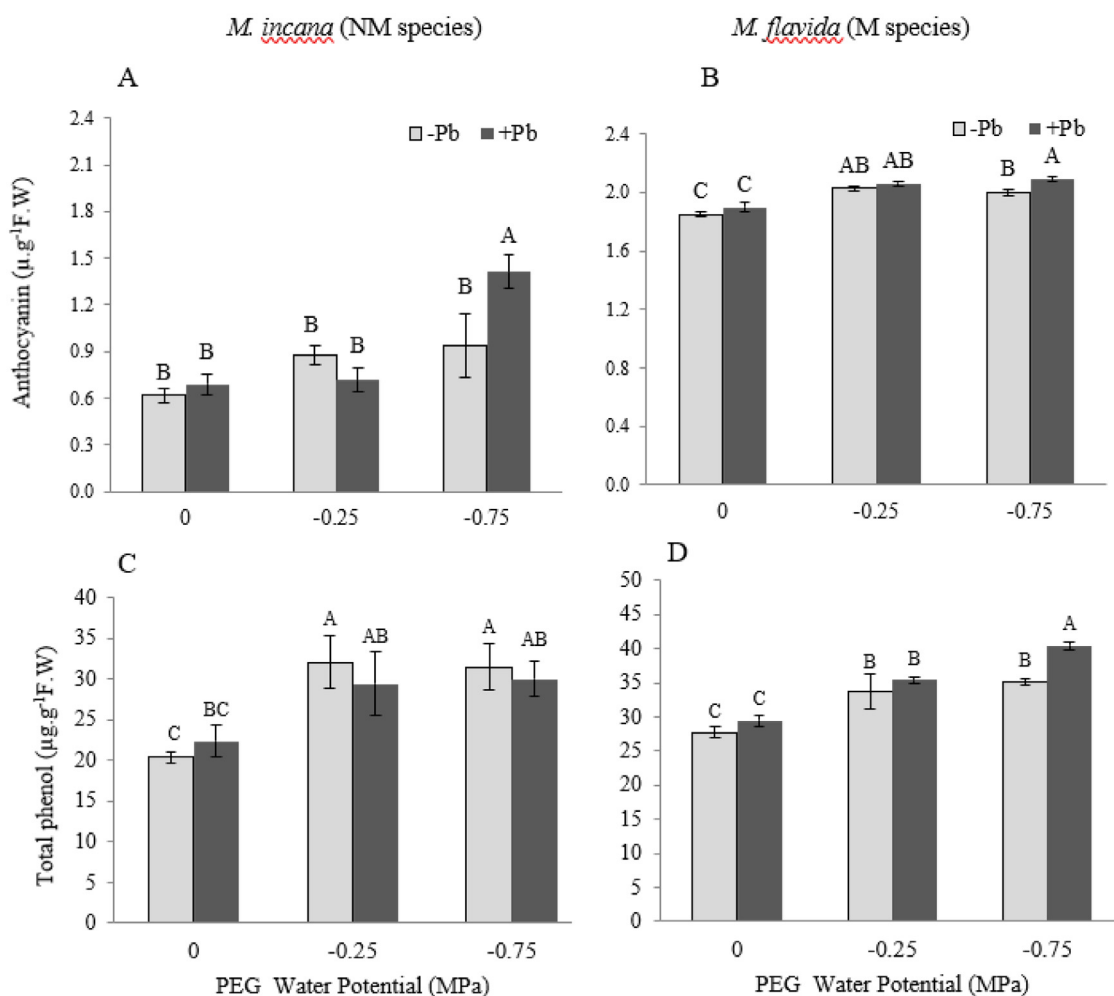 M. incana (NM species)
M. flavida (M species)
A
2.4
2.1
1.8
1.5
1.2
0.9
0.6
0.3
0.0
Anthocyanin (μ.g-1F.W)
-Pb +Pb
B B B B B A
0 -0.25 -0.75
B
2.4
2.0
1.6
1.2
0.8
0.4
0.0
-Pb +Pb
C C AB AB B A
0 -0.25 -0.75
C
40
35
30
25
20
15
10
5
0
Total phenol (μg.g-1F.W)
C BC A AB A AB
0 -0.25 -0.75
PEG Water Potential (MPa)
D
50
45
40
35
30
25
20
15
10
5
0
C C B B B A
0 -0.25 -0.75
PEG Water Potential (MPa)